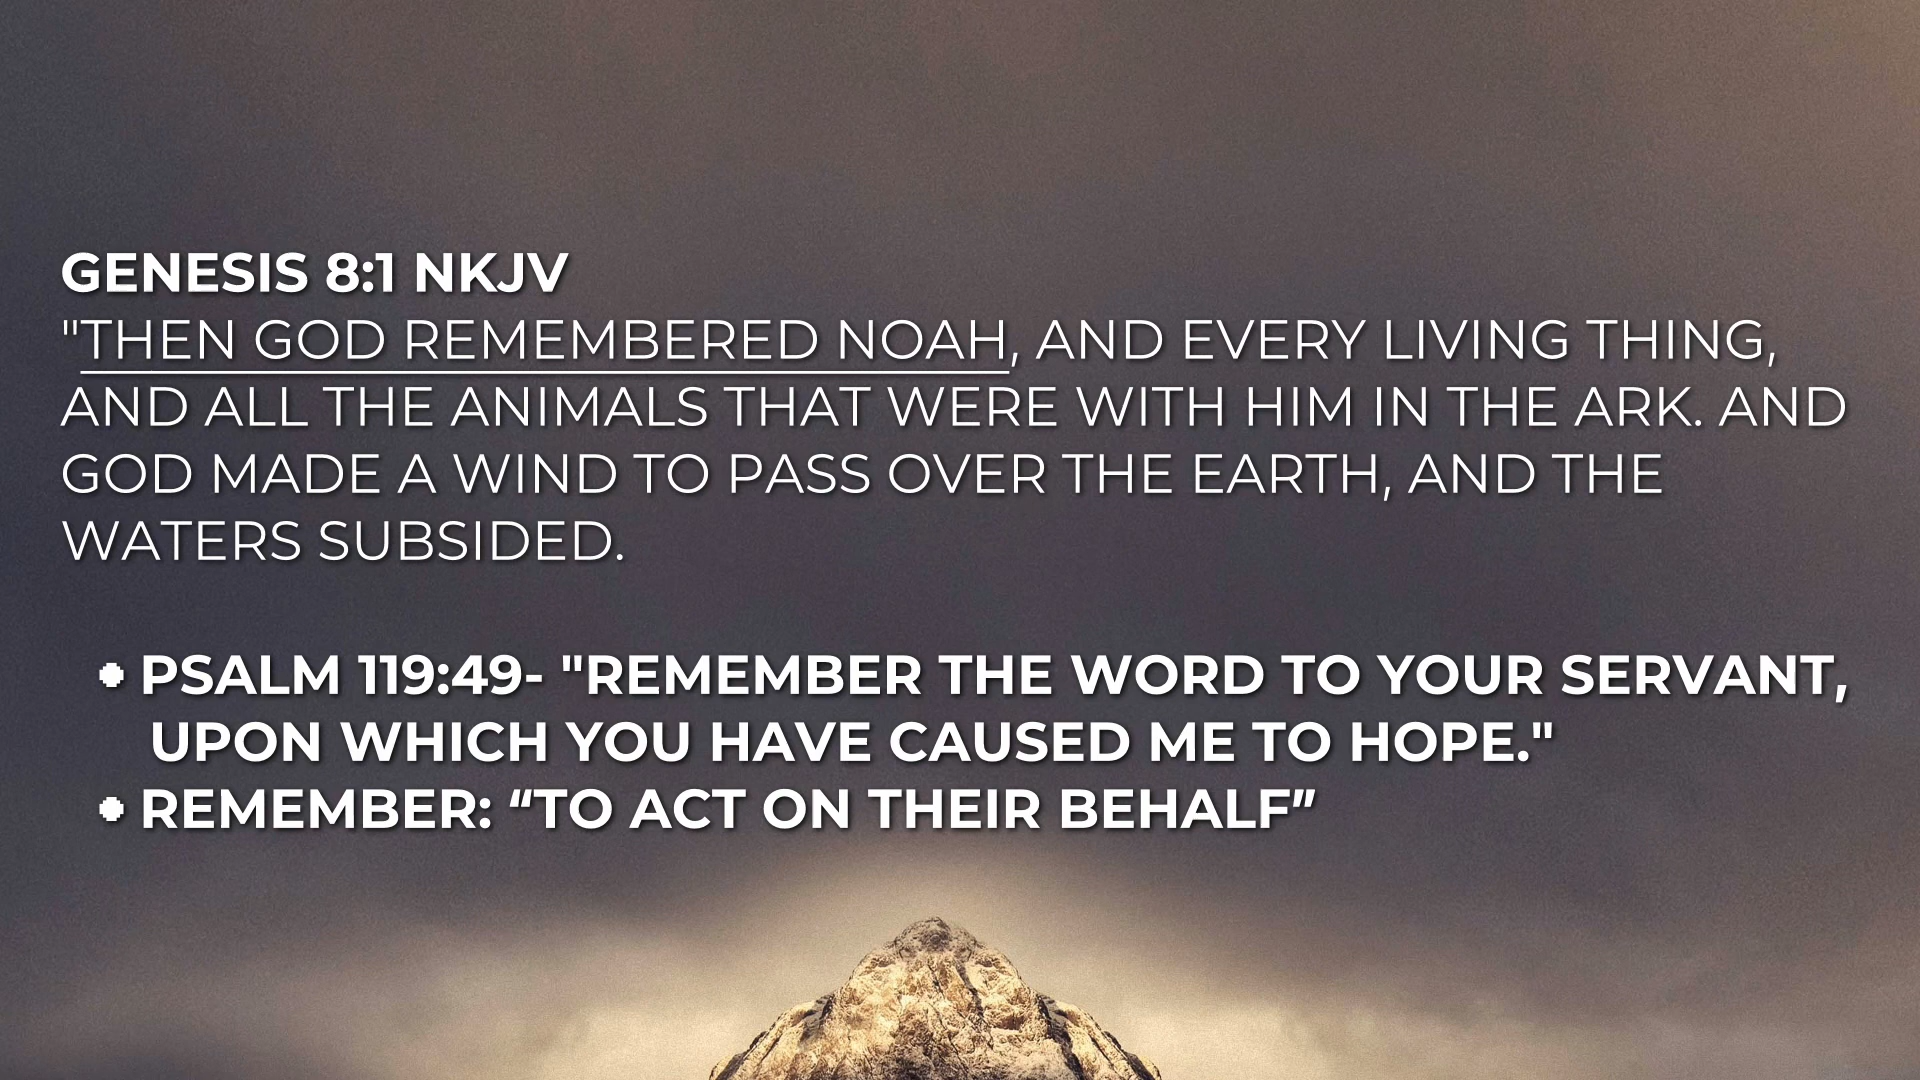 GENESIS 8:1 NKJV
"THEN GOD REMEMBERED NOAH, AND EVERY LIVING THING,
AND ALL THE ANIMALS THAT WERE WITH HIM IN THE ARK. AND
GOD MADE A WIND TO PASS OVER THE EARTH, AND THE
WATERS SUBSIDED.
• PSALM 119:49- "REMEMBER THE WORD TO YOUR SERVANT,
UPON WHICH YOU HAVE CAUSED ME TO HOPE."
• REMEMBER: “TO ACT ON THEIR BEHALF”